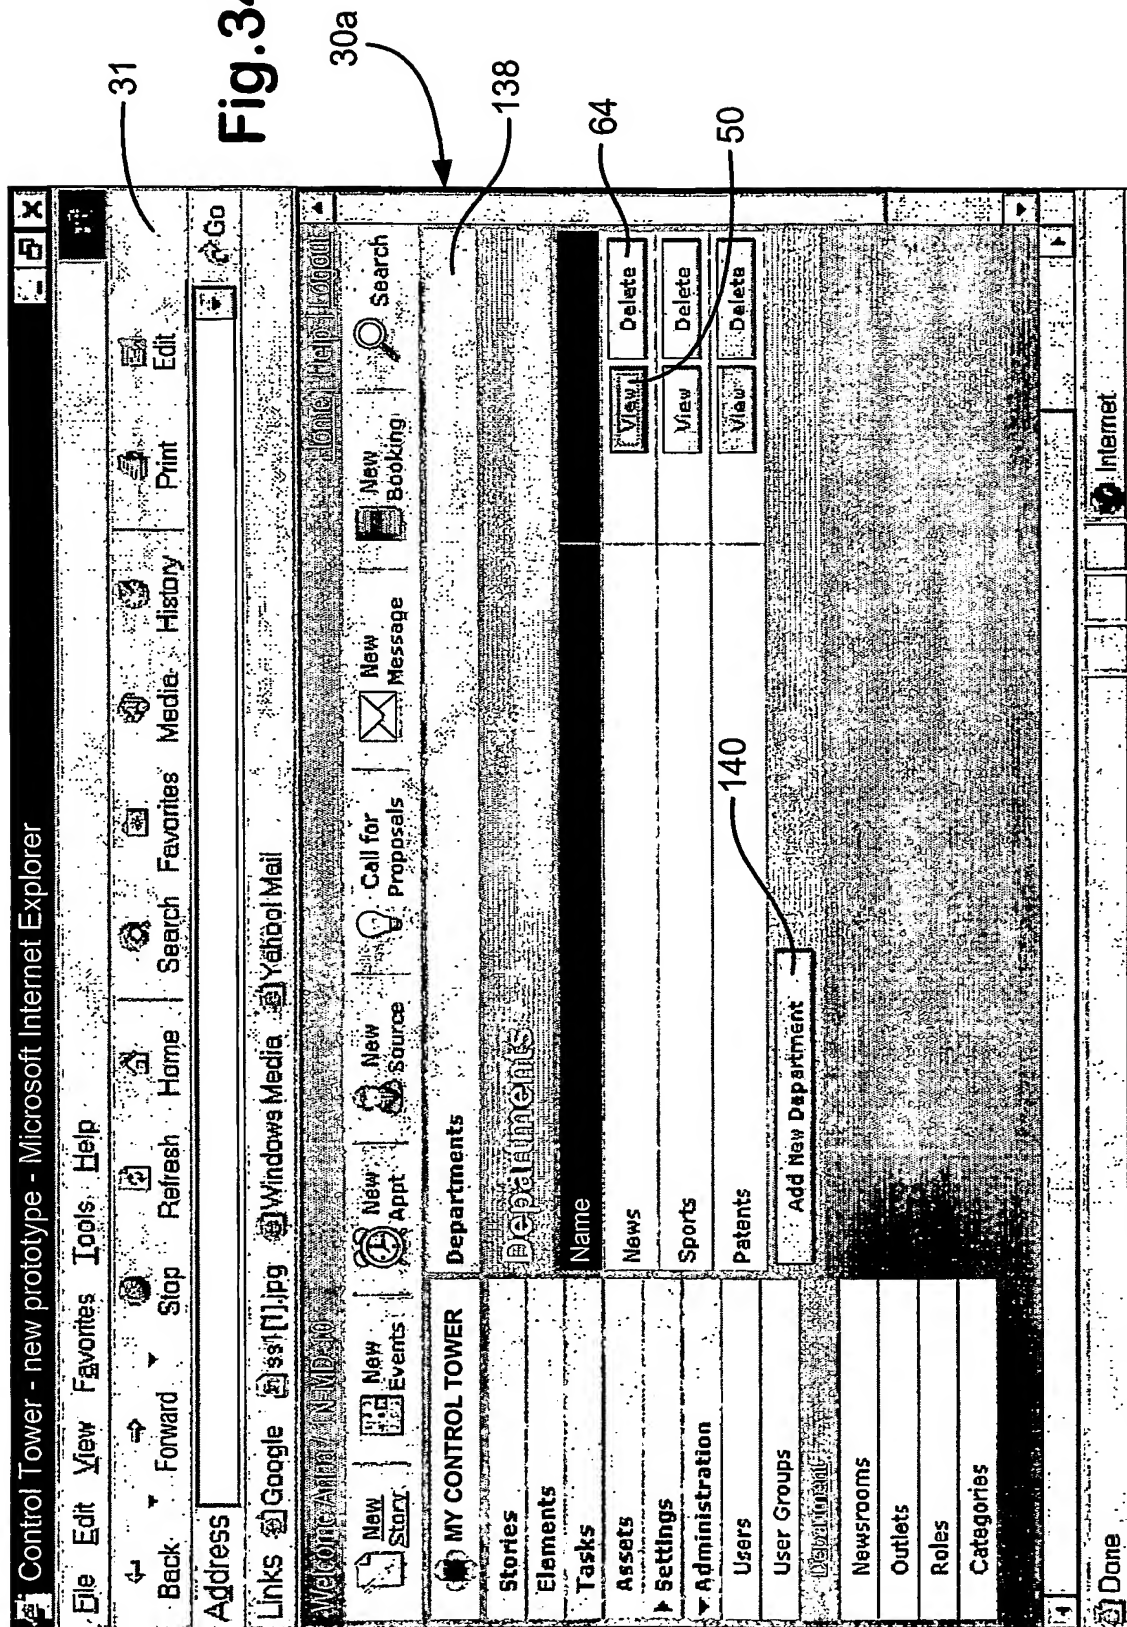 Control Tower - new prototype - Microsoft Internet Explorer
File Edit View Favorites Tools Help
Back Forward Stop Refresh Home Search Favorites Media History Print Edit
31
Address Go
Links Google ss1[1].jpg Windows Media Yahoo! Mail
Home | Help | Logout
New Story
New Events
New Appt
New Source
Call for Proposals
New Message
New Booking
Search
30a
MY CONTROL TOWER
Departments
138
Stories
Elements
Tasks
Assets
Settings
Administration
Users
User Groups
Department
Newsrooms
Outlets
Roles
Categories
Departments
Name
News View Delete
64
Sports View Delete
50
Patents View Delete
Add New Department
140
Done Internet